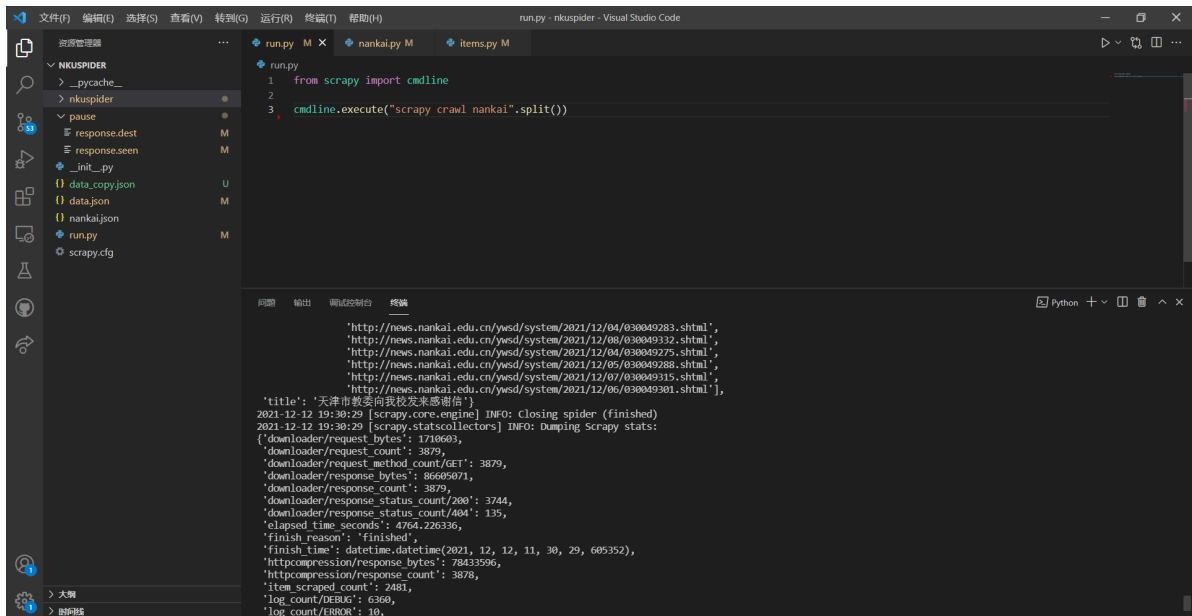 文件(F) 编辑(E) 选择(S) 查看(V) 转到(G) 运行(R) 终端(T) 帮助(H) run.py - nkuspider - Visual Studio Code
资源管理器
NKUSPIDER
__pycache__
nkuspider
pause
response.dest M
response.seen M
__init__.py
data_copy.json U
data.json M
nankai.json
run.py M
scrapy.cfg
大纲
时间线
53
1
1
run.py M nankai.py M items.py M
run.py
1 from scrapy import cmdline
2
3 cmdline.execute("scrapy crawl nankai".split())
问题 输出 调试控制台 终端 Python
'http://news.nankai.edu.cn/ywsd/system/2021/12/04/030049283.shtml',
'http://news.nankai.edu.cn/ywsd/system/2021/12/08/030049332.shtml',
'http://news.nankai.edu.cn/ywsd/system/2021/12/04/030049275.shtml',
'http://news.nankai.edu.cn/ywsd/system/2021/12/05/030049288.shtml',
'http://news.nankai.edu.cn/ywsd/system/2021/12/07/030049315.shtml',
'http://news.nankai.edu.cn/ywsd/system/2021/12/06/030049301.shtml'],
'title': '天津市教委向我校发来感谢信'}
2021-12-12 19:30:29 [scrapy.core.engine] INFO: Closing spider (finished)
2021-12-12 19:30:29 [scrapy.statscollectors] INFO: Dumping Scrapy stats:
{'downloader/request_bytes': 1710603,
'downloader/request_count': 3879,
'downloader/request_method_count/GET': 3879,
'downloader/response_bytes': 86605071,
'downloader/response_count': 3879,
'downloader/response_status_count/200': 3744,
'downloader/response_status_count/404': 135,
'elapsed_time_seconds': 4764.226336,
'finish_reason': 'finished',
'finish_time': datetime.datetime(2021, 12, 12, 11, 30, 29, 605352),
'httpcompression/response_bytes': 78433596,
'httpcompression/response_count': 3878,
'item_scraped_count': 2481,
'log_count/DEBUG': 6360,
'log_count/ERROR': 10,